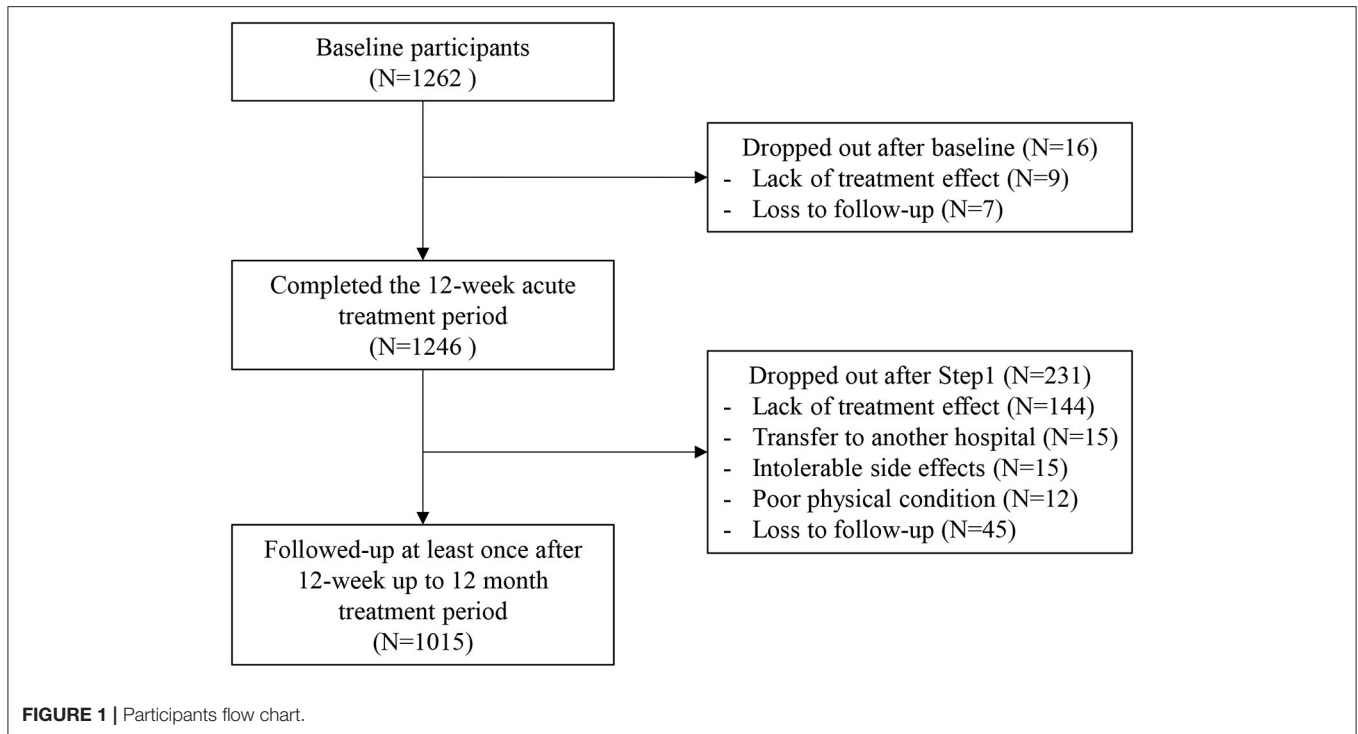 Baseline participants
(N=1262 )
Dropped out after baseline (N=16)
- Lack of treatment effect (N=9)
- Loss to follow-up (N=7)
Completed the 12-week acute
treatment period
(N=1246 )
Dropped out after Step1 (N=231)
- Lack of treatment effect (N=144)
- Transfer to another hospital (N=15)
- Intolerable side effects (N=15)
- Poor physical condition (N=12)
- Loss to follow-up (N=45)
Followed-up at least once after
12-week up to 12 month
treatment period
(N=1015)
FIGURE 1 | Participants flow chart.